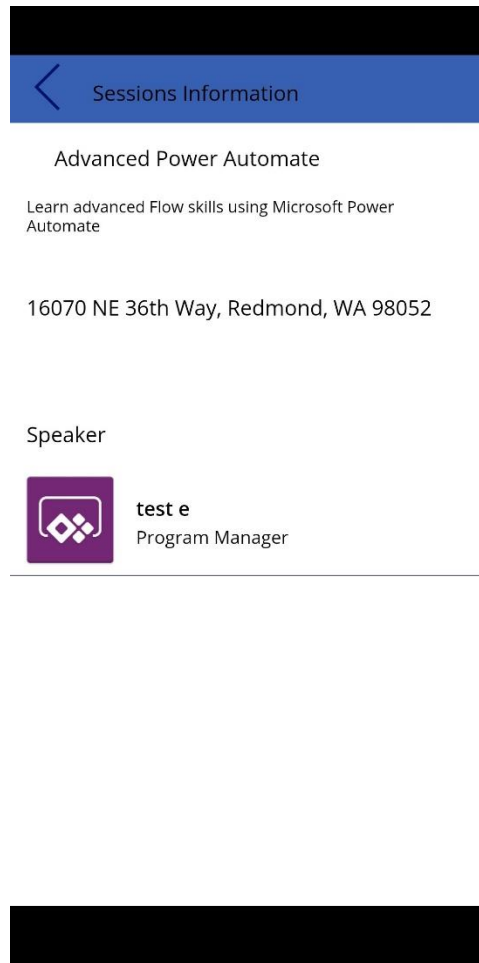 Sessions Information
Advanced Power Automate
Learn advanced Flow skills using Microsoft Power
Automate
16070 NE 36th Way, Redmond, WA 98052
Speaker
test e
Program Manager